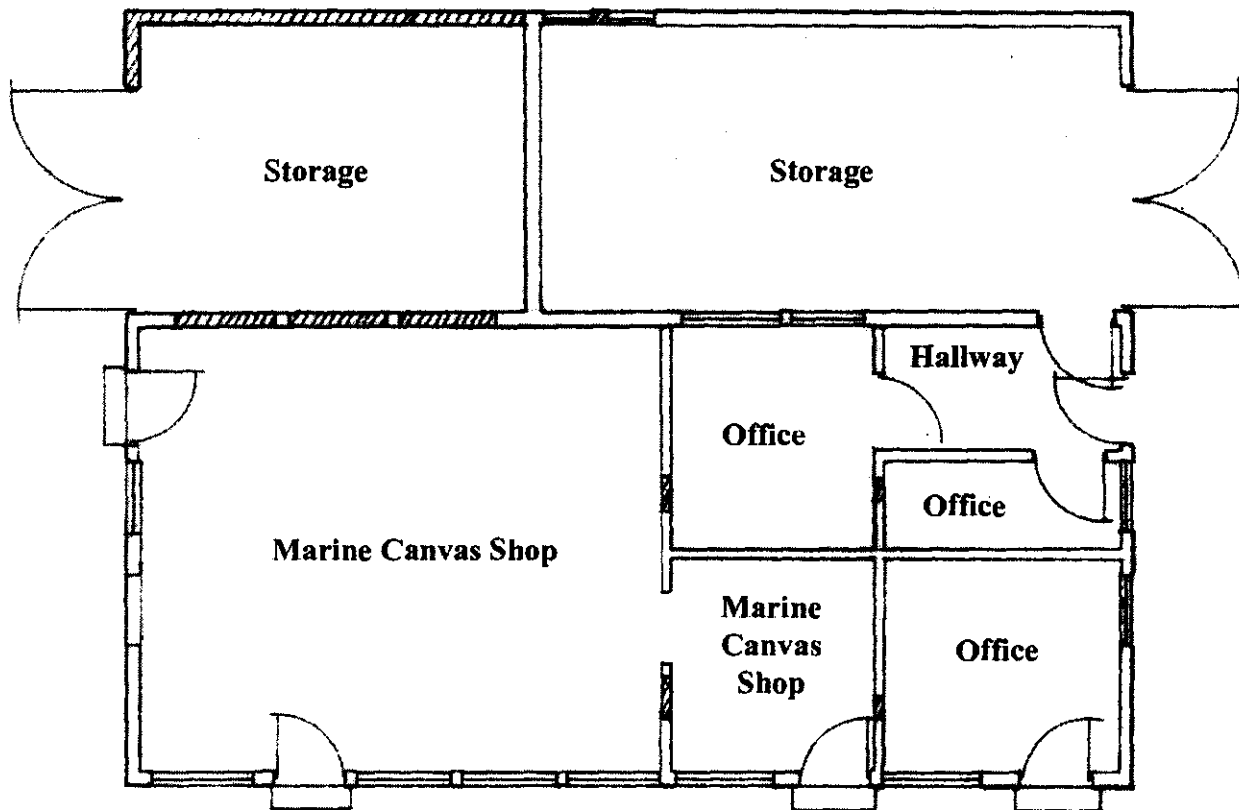 Storage
Storage
Hallway
Office
Office
Marine Canvas Shop
Marine
Canvas
Shop
Office